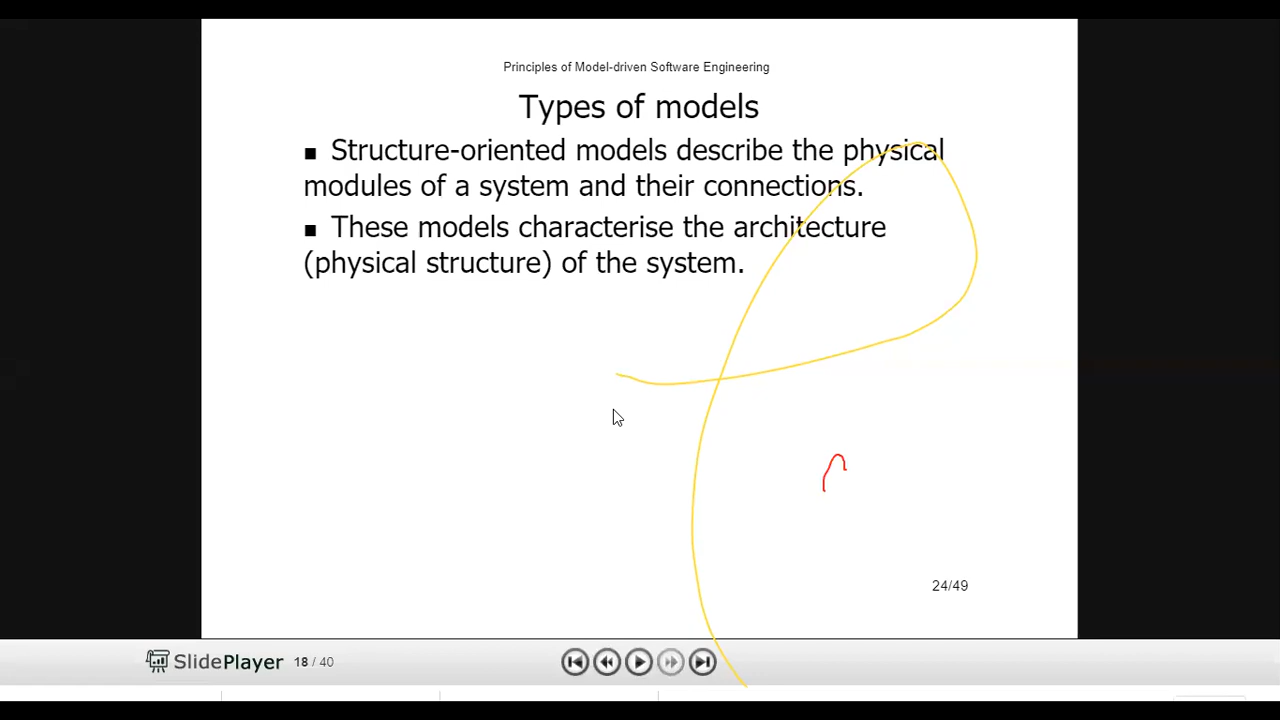 Principles of Model-driven Software Engineering
Types of models
■ Structure-oriented models describe the physical
modules of a system and their connections.
■ These models characterise the architecture
(physical structure) of the system.
24/49
SlidePlayer 18 / 40